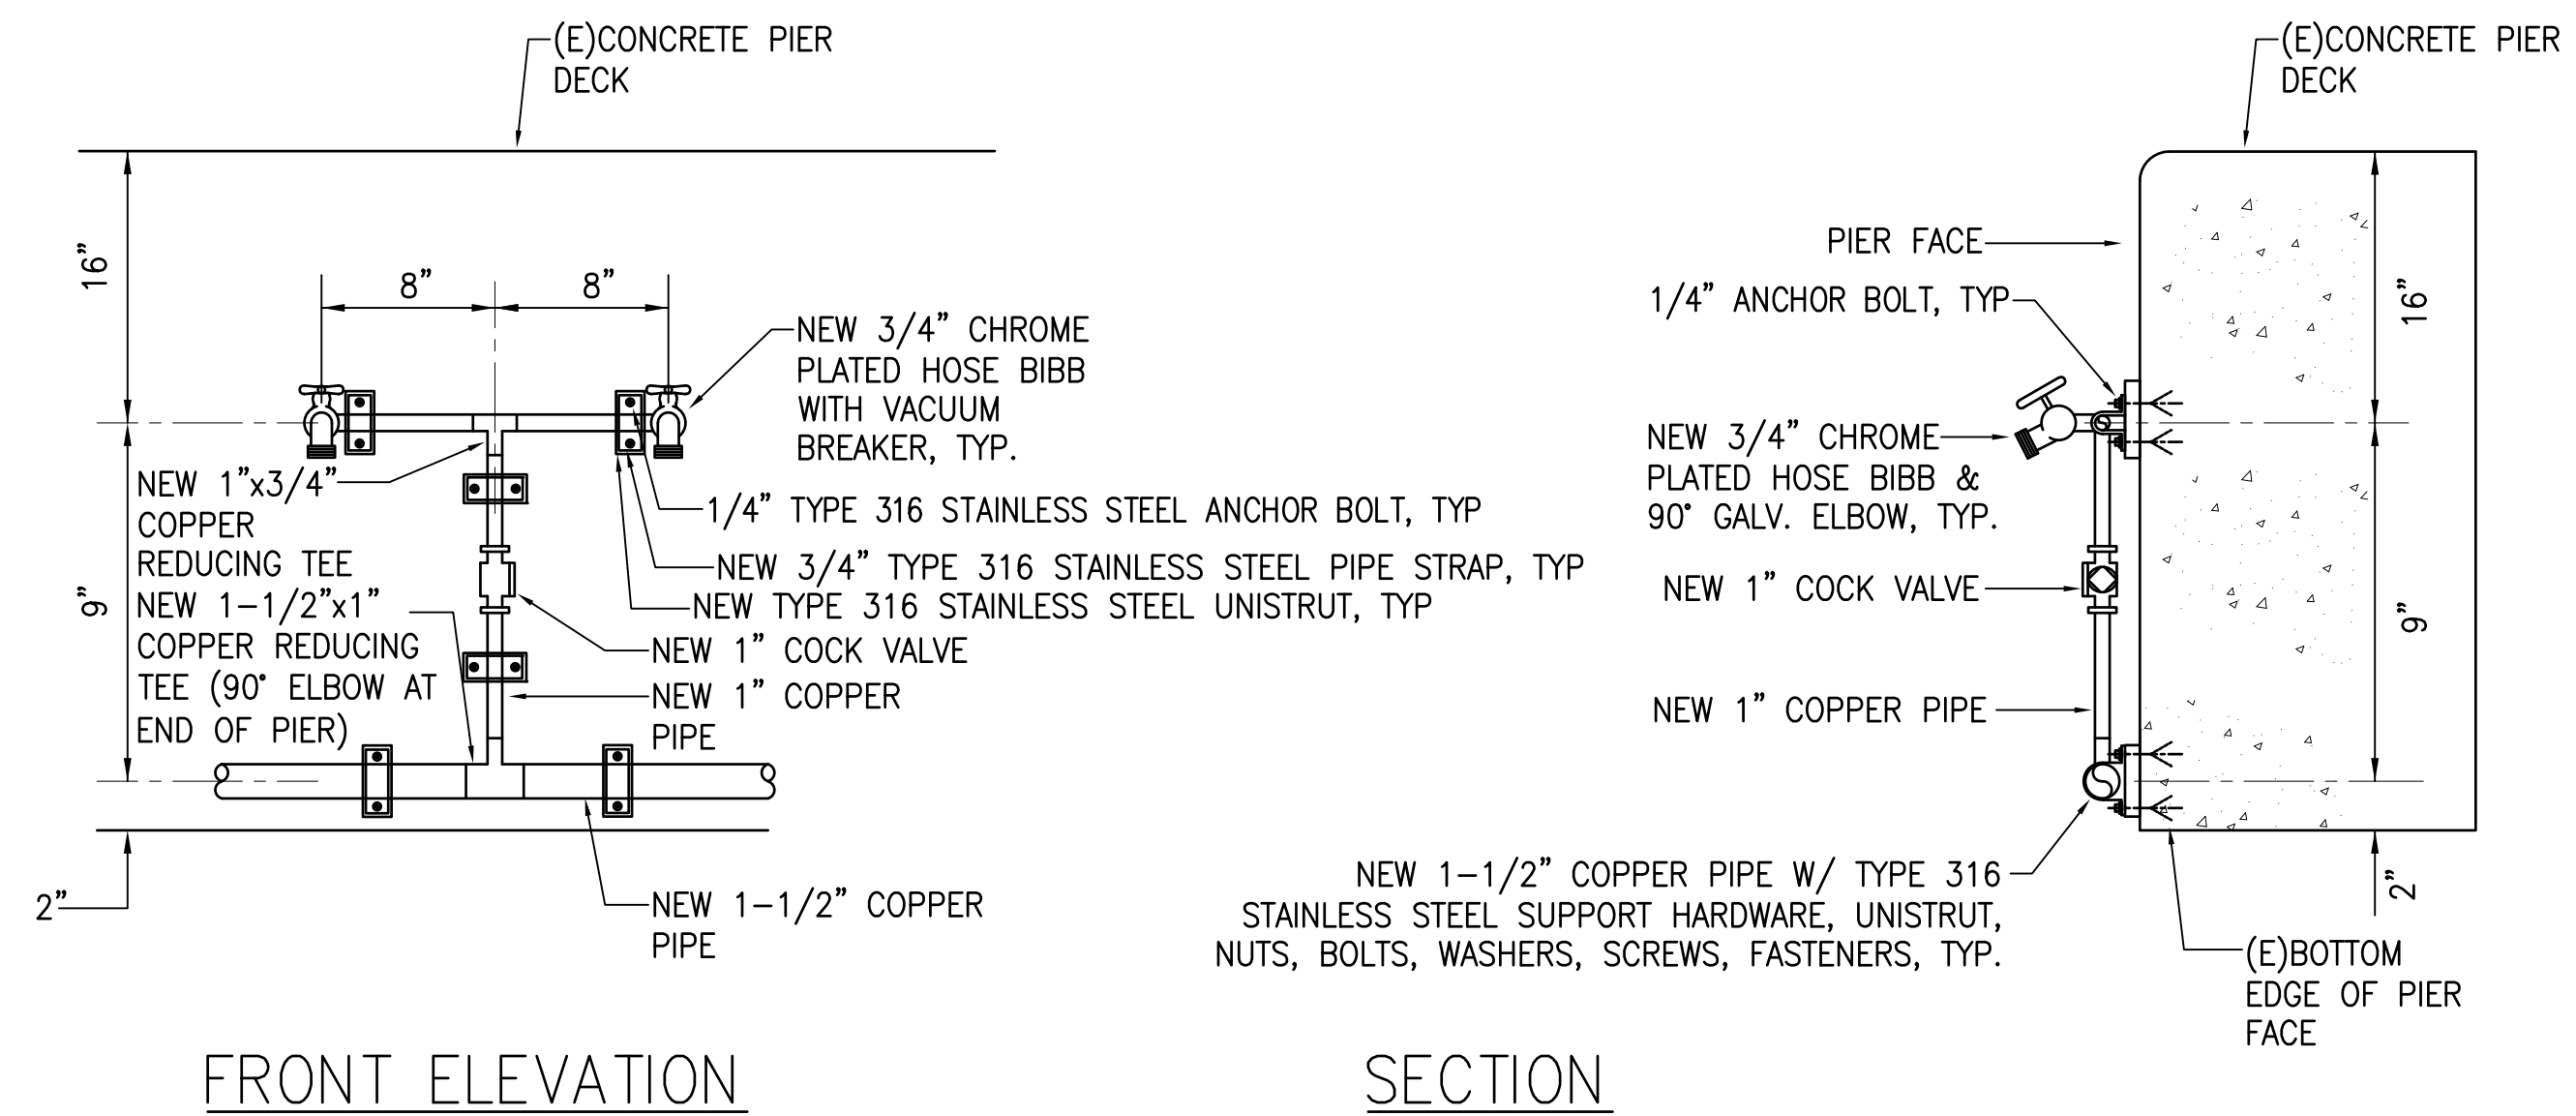 (E)CONCRETE PIER
DECK
16”
8”
8”
NEW 3/4” CHROME
PLATED HOSE BIBB
WITH VACUUM
BREAKER, TYP.
NEW 1”x3/4”
COPPER
REDUCING TEE
9”
NEW 1-1/2”x1”
COPPER REDUCING
TEE (90° ELBOW AT
END OF PIER)
1/4” TYPE 316 STAINLESS STEEL ANCHOR BOLT, TYP
NEW 3/4” TYPE 316 STAINLESS STEEL PIPE STRAP, TYP
NEW TYPE 316 STAINLESS STEEL UNISTRUT, TYP
NEW 1” COCK VALVE
NEW 1” COPPER
PIPE
2”
NEW 1-1/2” COPPER
PIPE
FRONT ELEVATION
(E)CONCRETE PIER
DECK
PIER FACE
1/4” ANCHOR BOLT, TYP
16”
NEW 3/4” CHROME
PLATED HOSE BIBB &
90° GALV. ELBOW, TYP.
NEW 1” COCK VALVE
9”
NEW 1” COPPER PIPE
NEW 1-1/2” COPPER PIPE W/ TYPE 316
STAINLESS STEEL SUPPORT HARDWARE, UNISTRUT,
NUTS, BOLTS, WASHERS, SCREWS, FASTENERS, TYP.
2”
(E)BOTTOM
EDGE OF PIER
FACE
SECTION